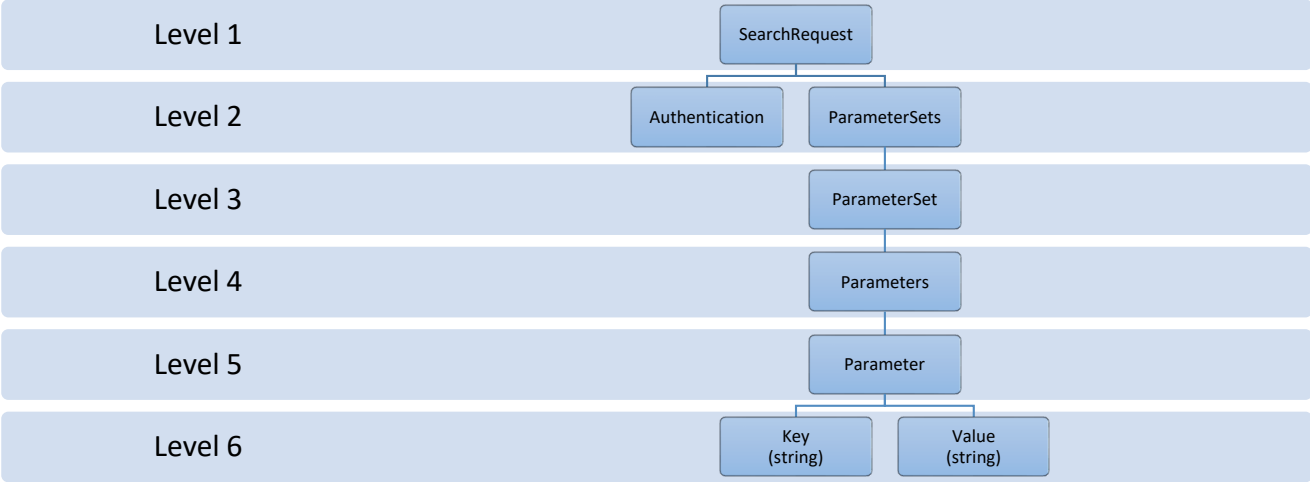 Level 1
SearchRequest
Level 2
Authentication
ParameterSets
Level 3
ParameterSet
Level 4
Parameters
Level 5
Parameter
Level 6
Key
(string)
Value
(string)